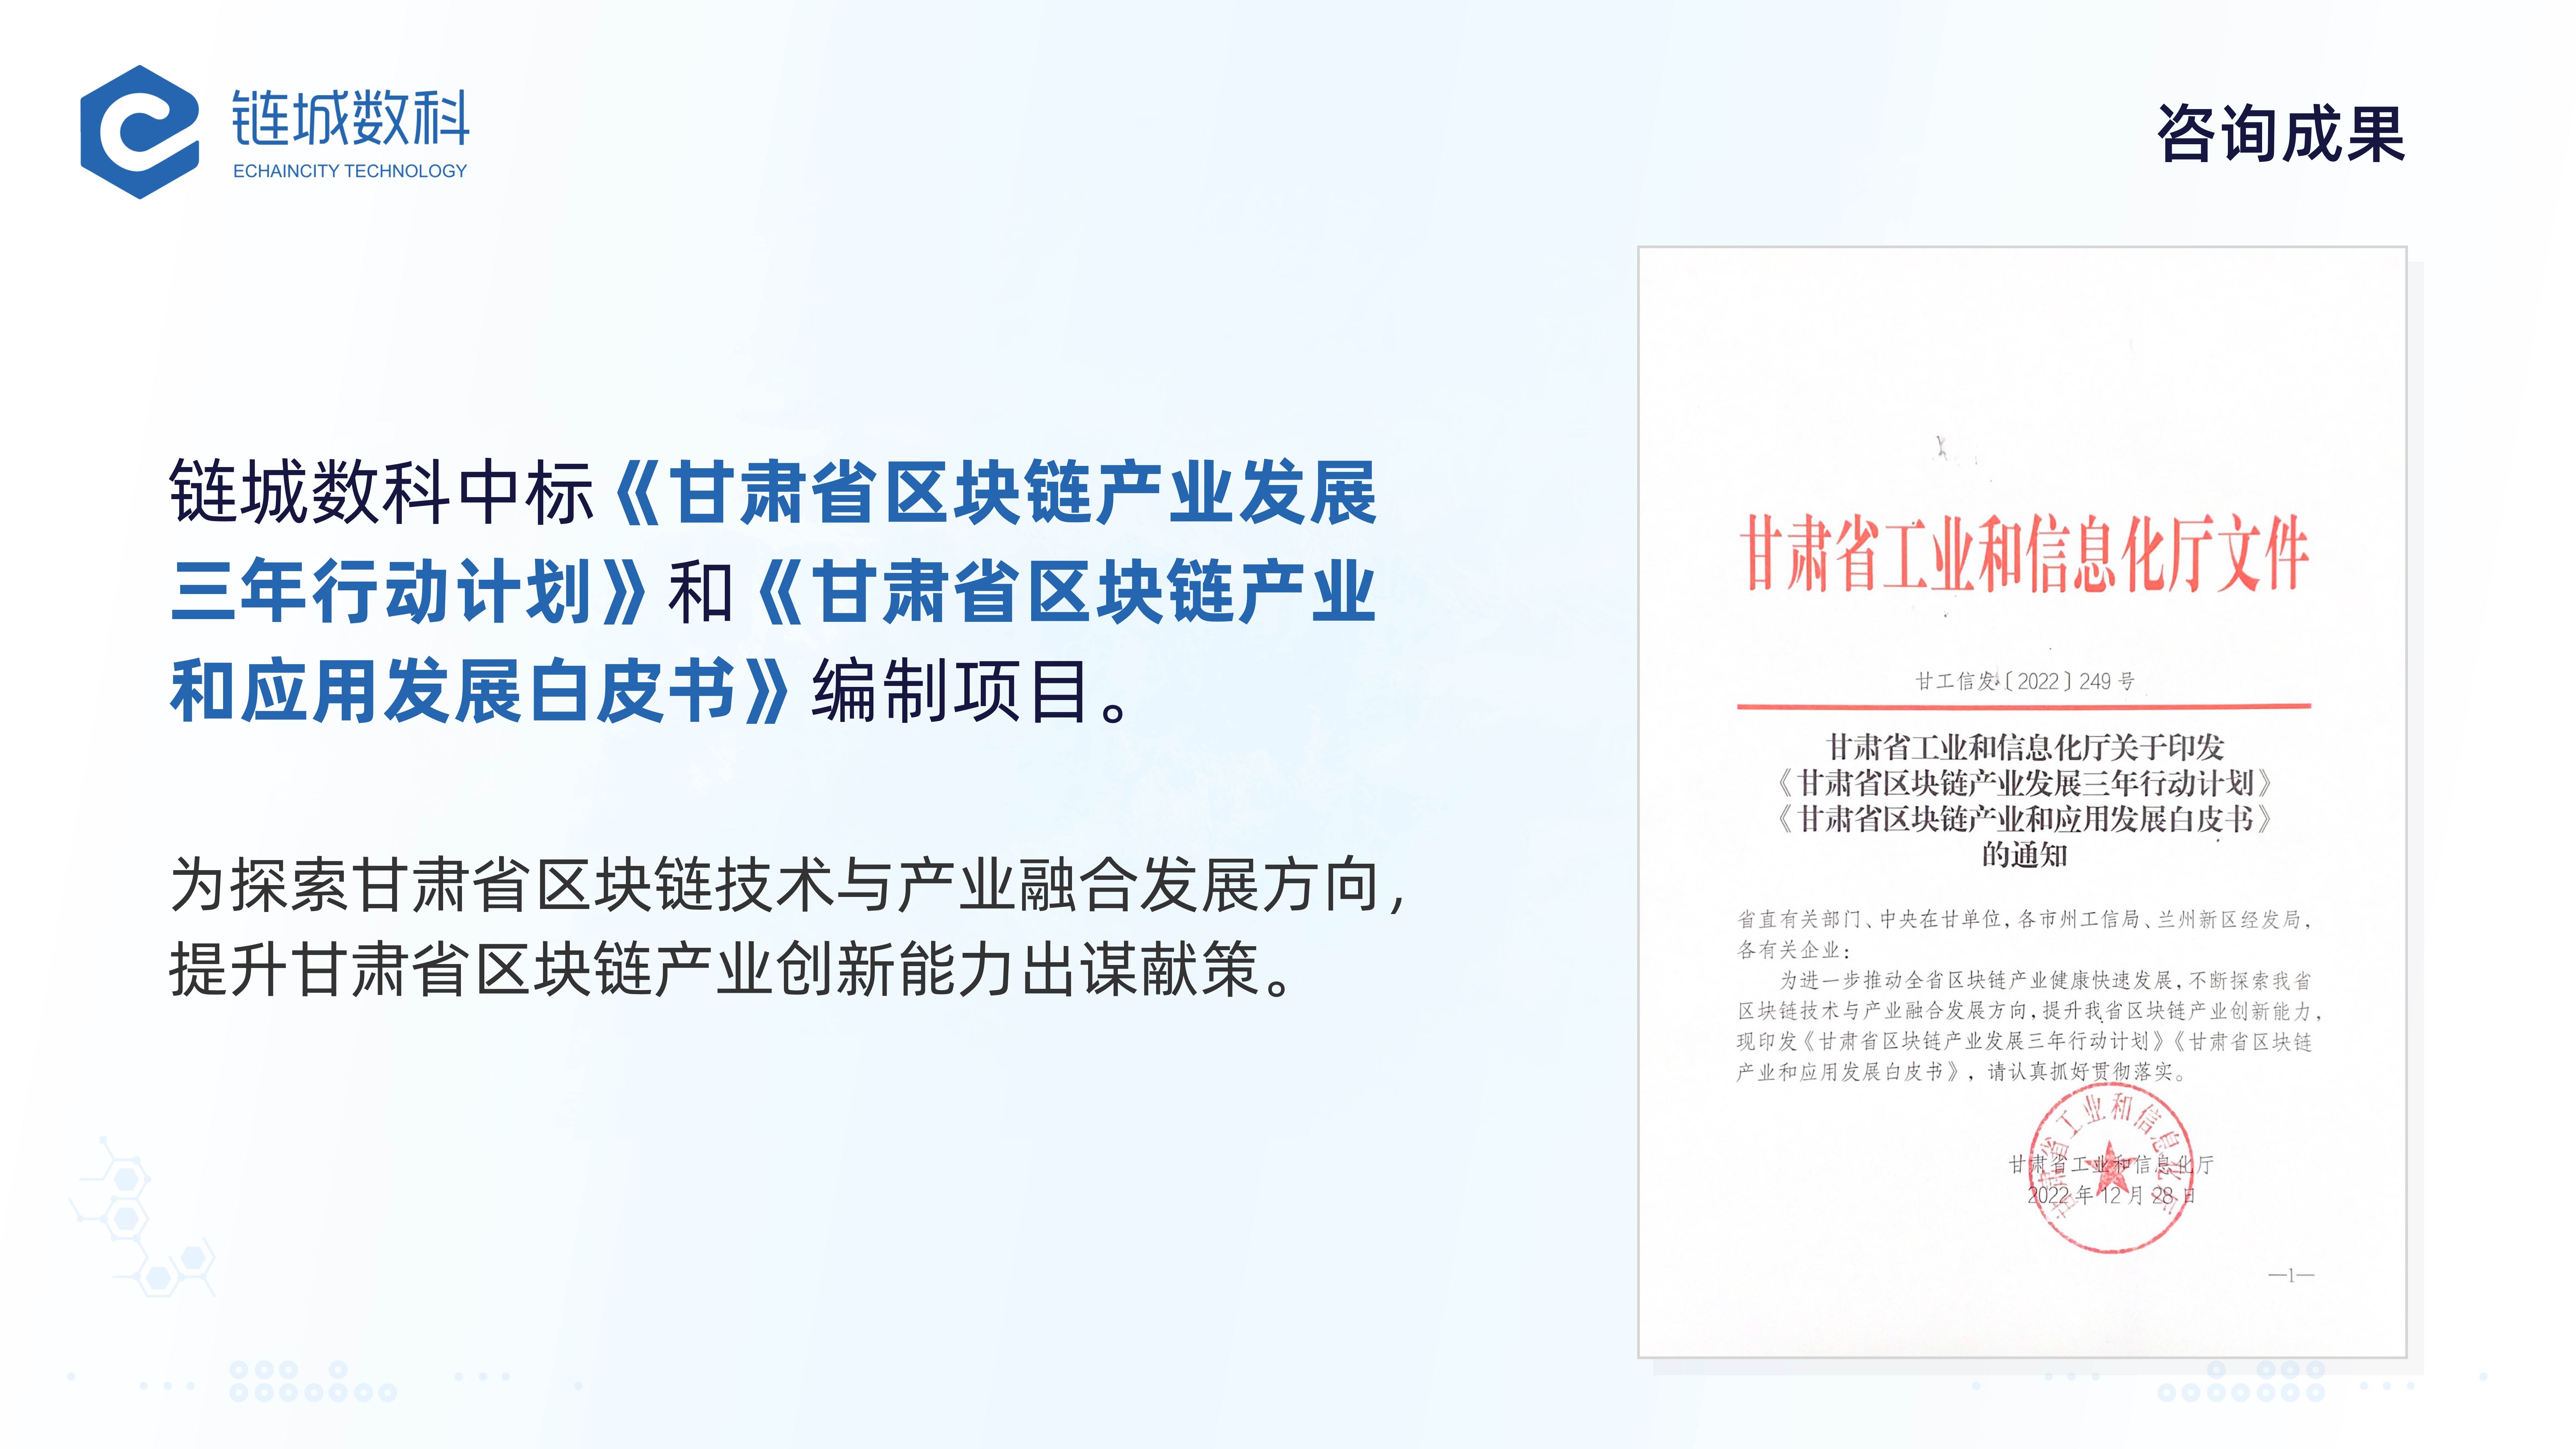 链城数科
ECHAINCITY TECHNOLOGY
咨询成果
链城数科中标《甘肃省区块链产业发展
三年行动计划》和《甘肃省区块链产业
和应用发展白皮书》编制项目。
为探索甘肃省区块链技术与产业融合发展方向，
提升甘肃省区块链产业创新能力出谋献策。
甘肃省工业和信息化厅文件
甘工信发〔2022〕249 号
甘肃省工业和信息化厅关于印发
《甘肃省区块链产业发展三年行动计划》
《甘肃省区块链产业和应用发展白皮书》
的通知
省直有关部门、中央在甘单位，各市州工信局、兰州新区经发局，
各有关企业：
为进一步推动全省区块链产业健康快速发展，不断探索我省
区块链技术与产业融合发展方向，提升我省区块链产业创新能力，
现印发《甘肃省区块链产业发展三年行动计划》《甘肃省区块链
产业和应用发展白皮书》，请认真抓好贯彻落实。
甘肃省工业和信息化厅
甘肃省工业和信息化厅
2022 年 12 月 28 日
—1—